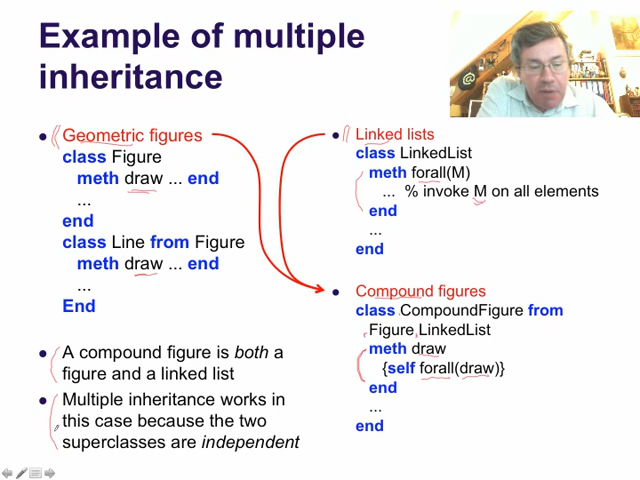 Example of multiple
inheritance
• Geometric figures
class Figure
meth draw ... end
...
end
class Line from Figure
meth draw ... end
...
End
• A compound figure is both a
figure and a linked list
• Multiple inheritance works in
this case because the two
superclasses are independent
• Linked lists
class LinkedList
meth forall(M)
... % invoke M on all elements
end
...
end
• Compound figures
class CompoundFigure from
Figure LinkedList
meth draw
{self forall(draw)}
end
...
end
@